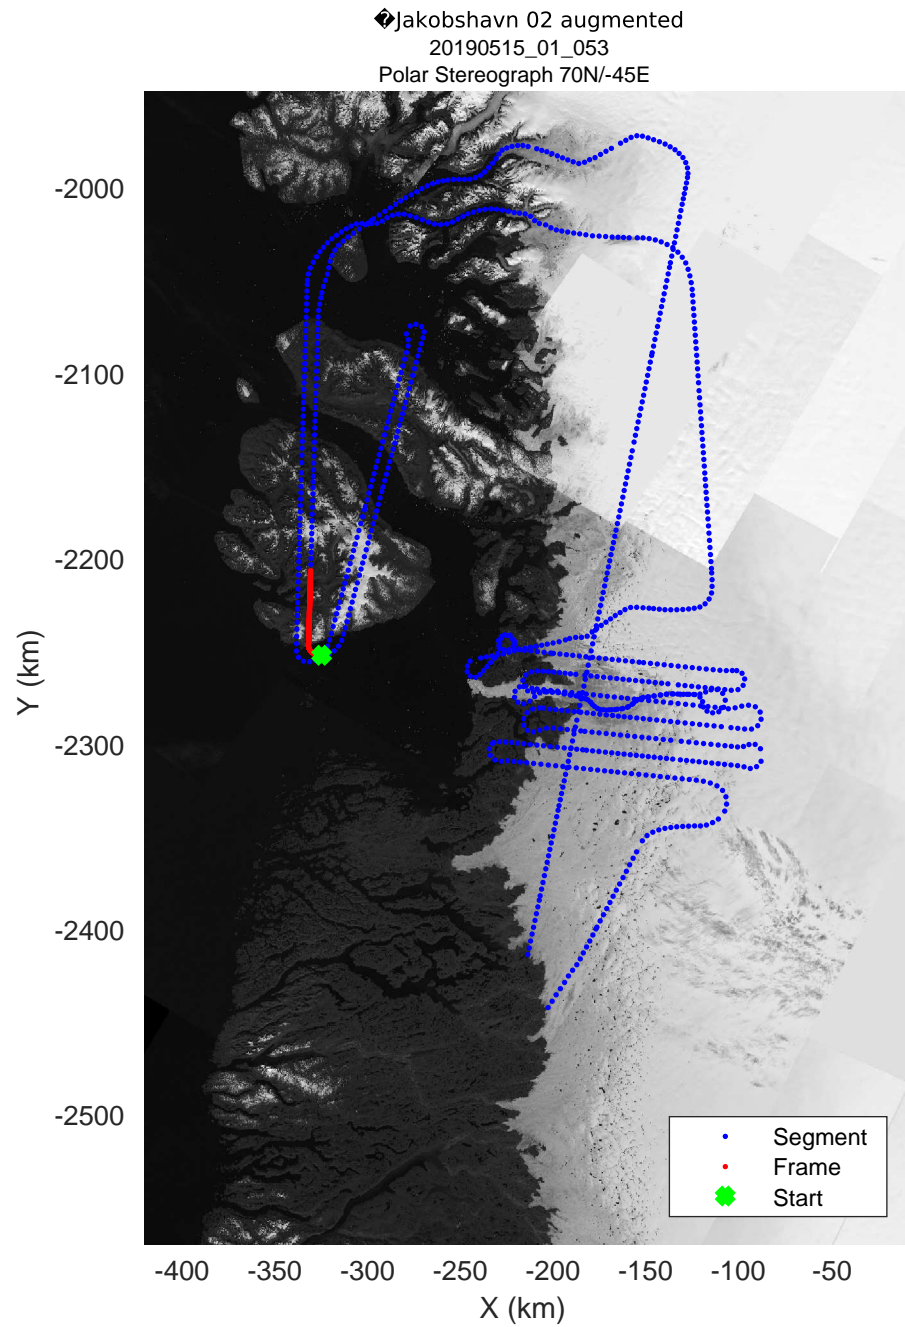 �Jakobshavn 02 augmented
20190515_01_053
Polar Stereograph 70N/-45E
Y (km)
-2000
-2100
-2200
-2300
-2400
-2500
Segment
Frame
Start
-400
-350
-300
-250
-200
-150
-100
-50
X (km)